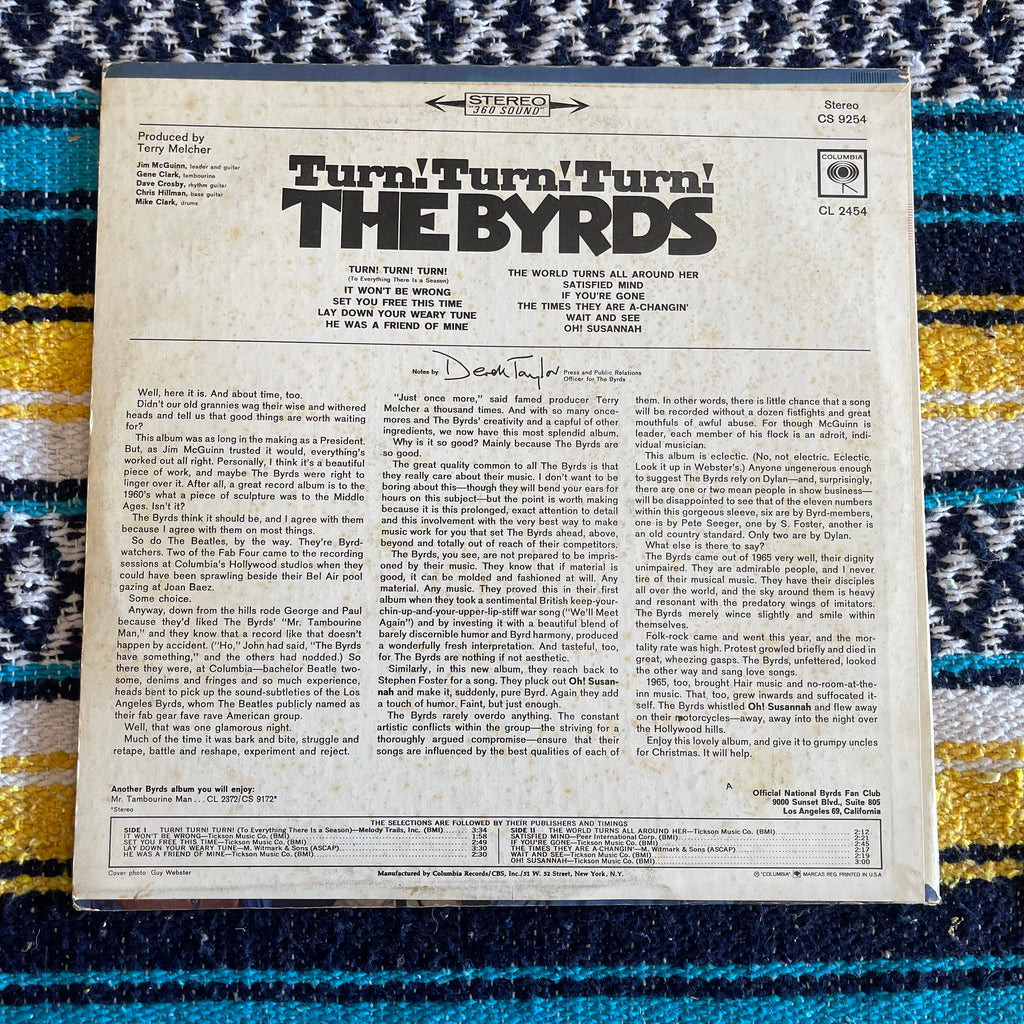 STEREO
"360 SOUND"
Stereo
CS 9254
Produced by
Terry Melcher
Jim McGuinn, leader and guitar
Gene Clark, tambourine
Dave Crosby, rhythm guitar
Chris Hillman, bass guitar
Mike Clark, drums
COLUMBIA
CL 2454
Turn! Turn! Turn!
THE BYRDS
TURN! TURN! TURN!
(To Everything There Is a Season)
IT WON'T BE WRONG
SET YOU FREE THIS TIME
LAY DOWN YOUR WEARY TUNE
HE WAS A FRIEND OF MINE
THE WORLD TURNS ALL AROUND HER
SATISFIED MIND
IF YOU'RE GONE
THE TIMES THEY ARE A-CHANGIN'
WAIT AND SEE
OH! SUSANNAH
Notes by Derek Taylor Press and Public Relations
Officer for The Byrds
Well, here it is. And about time, too.
Didn't our old grannies wag their wise and withered
heads and tell us that good things are worth waiting
for?
This album was as long in the making as a President.
But, as Jim McGuinn trusted it would, everything's
worked out all right. Personally, I think it's a beautiful
piece of work, and maybe The Byrds were right to
linger over it. After all, a great record album is to the
1960's what a piece of sculpture was to the Middle
Ages. Isn't it?
The Byrds think it should be, and I agree with them
because I agree with them on most things.
So do The Beatles, by the way. They're Byrd-
watchers. Two of the Fab Four came to the recording
sessions at Columbia's Hollywood studios when they
could have been sprawling beside their Bel Air pool
gazing at Joan Baez.
Some choice.
Anyway, down from the hills rode George and Paul
because they'd liked The Byrds' "Mr. Tambourine
Man," and they know that a record like that doesn't
happen by accident. ("Ho," John had said, "The Byrds
have something," and the others had nodded.) So
there they were, at Columbia—bachelor Beatle two-
some, denims and fringes and so much experience,
heads bent to pick up the sound-subtleties of the Los
Angeles Byrds, whom The Beatles publicly named as
their fab gear fave rave American group.
Well, that was one glamorous night.
Much of the time it was bark and bite, struggle and
retape, battle and reshape, experiment and reject.
"Just once more," said famed producer Terry
Melcher a thousand times. And with so many once-
mores and The Byrds' creativity and a capful of other
ingredients, we now have this most splendid album.
Why is it so good? Mainly because The Byrds are
so good.
The great quality common to all The Byrds is that
they really care about their music. I don't want to be
boring about this—though they will bend your ears for
hours on this subject—but the point is worth making
because it is this prolonged, exact attention to detail
and this involvement with the very best way to make
music work for you that set The Byrds ahead, above,
beyond and totally out of reach of their competitors.
The Byrds, you see, are not prepared to be impris-
oned by their music. They know that if material is
good, it can be molded and fashioned at will. Any
material. Any music. They proved this in their first
album when they took a sentimental British keep-your-
chin-up-and-your-upper-lip-stiff war song ("We'll Meet
Again") and by investing it with a beautiful blend of
barely discernible humor and Byrd harmony, produced
a wonderfully fresh interpretation. And tasteful, too,
for The Byrds are nothing if not aesthetic.
Similarly, in this new album, they reach back to
Stephen Foster for a song. They pluck out Oh! Susan-
nah and make it, suddenly, pure Byrd. Again they add
a touch of humor. Faint, but just enough.
The Byrds rarely overdo anything. The constant
artistic conflicts within the group—the striving for a
thoroughly argued compromise—ensure that their
songs are influenced by the best qualities of each of
them. In other words, there is little chance that a song
will be recorded without a dozen fistfights and great
mouthfuls of awful abuse. For though McGuinn is
leader, each member of his flock is an adroit, indi-
vidual musician.
This album is eclectic. (No, not electric. Eclectic.
Look it up in Webster's.) Anyone ungenerous enough
to suggest The Byrds rely on Dylan—and, surprisingly,
there are one or two mean people in show business—
will be disappointed to see that of the eleven numbers
within this gorgeous sleeve, six are by Byrd-members,
one is by Pete Seeger, one by S. Foster, another is
an old country standard. Only two are by Dylan.
What else is there to say?
The Byrds came out of 1965 very well, their dignity
unimpaired. They are admirable people, and I never
tire of their musical music. They have their disciples
all over the world, and the sky around them is heavy
and resonant with the predatory wings of imitators.
The Byrds merely wince slightly and smile within
themselves.
Folk-rock came and went this year, and the mor-
tality rate was high. Protest growled briefly and died in
great, wheezing gasps. The Byrds, unfettered, looked
the other way and sang love songs.
1965, too, brought Hair music and no-room-at-the-
inn music. That, too, grew inwards and suffocated it-
self. The Byrds whistled Oh! Susannah and flew away
on their motorcycles—away, away into the night over
the Hollywood hills.
Enjoy this lovely album, and give it to grumpy uncles
for Christmas. It will help.
Another Byrds album you will enjoy:
Mr. Tambourine Man . . . CL 2372/CS 9172*
*Stereo
A
Official National Byrds Fan Club
9000 Sunset Blvd., Suite 805
Los Angeles 69, California
THE SELECTIONS ARE FOLLOWED BY THEIR PUBLISHERS AND TIMINGS
SIDE I TURN! TURN! TURN! (To Everything There Is a Season)—Melody Trails, Inc. (BMI) 3:34
IT WON'T BE WRONG—Tickson Music Co. (BMI) 1:58
SET YOU FREE THIS TIME—Tickson Music Co. (BMI) 2:49
LAY DOWN YOUR WEARY TUNE—M. Witmark & Sons (ASCAP) 3:30
HE WAS A FRIEND OF MINE—Tickson Music Co. (BMI) 2:30
SIDE II THE WORLD TURNS ALL AROUND HER—Tickson Music Co. (BMI) 2:12
SATISFIED MIND—Peer International Corp. (BMI) 2:21
IF YOU'RE GONE—Tickson Music Co. (BMI) 2:45
THE TIMES THEY ARE A-CHANGIN'—M. Witmark & Sons (ASCAP) 2:17
WAIT AND SEE—Tickson Music Co. (BMI) 2:19
OH! SUSANNAH—Tickson Music Co. (BMI) 3:00
Cover photo: Guy Webster
Manufactured by Columbia Records/CBS, Inc./51 W. 52 Street, New York, N.Y.
℗ "COLUMBIA", MARCAS REG. PRINTED IN U.S.A.